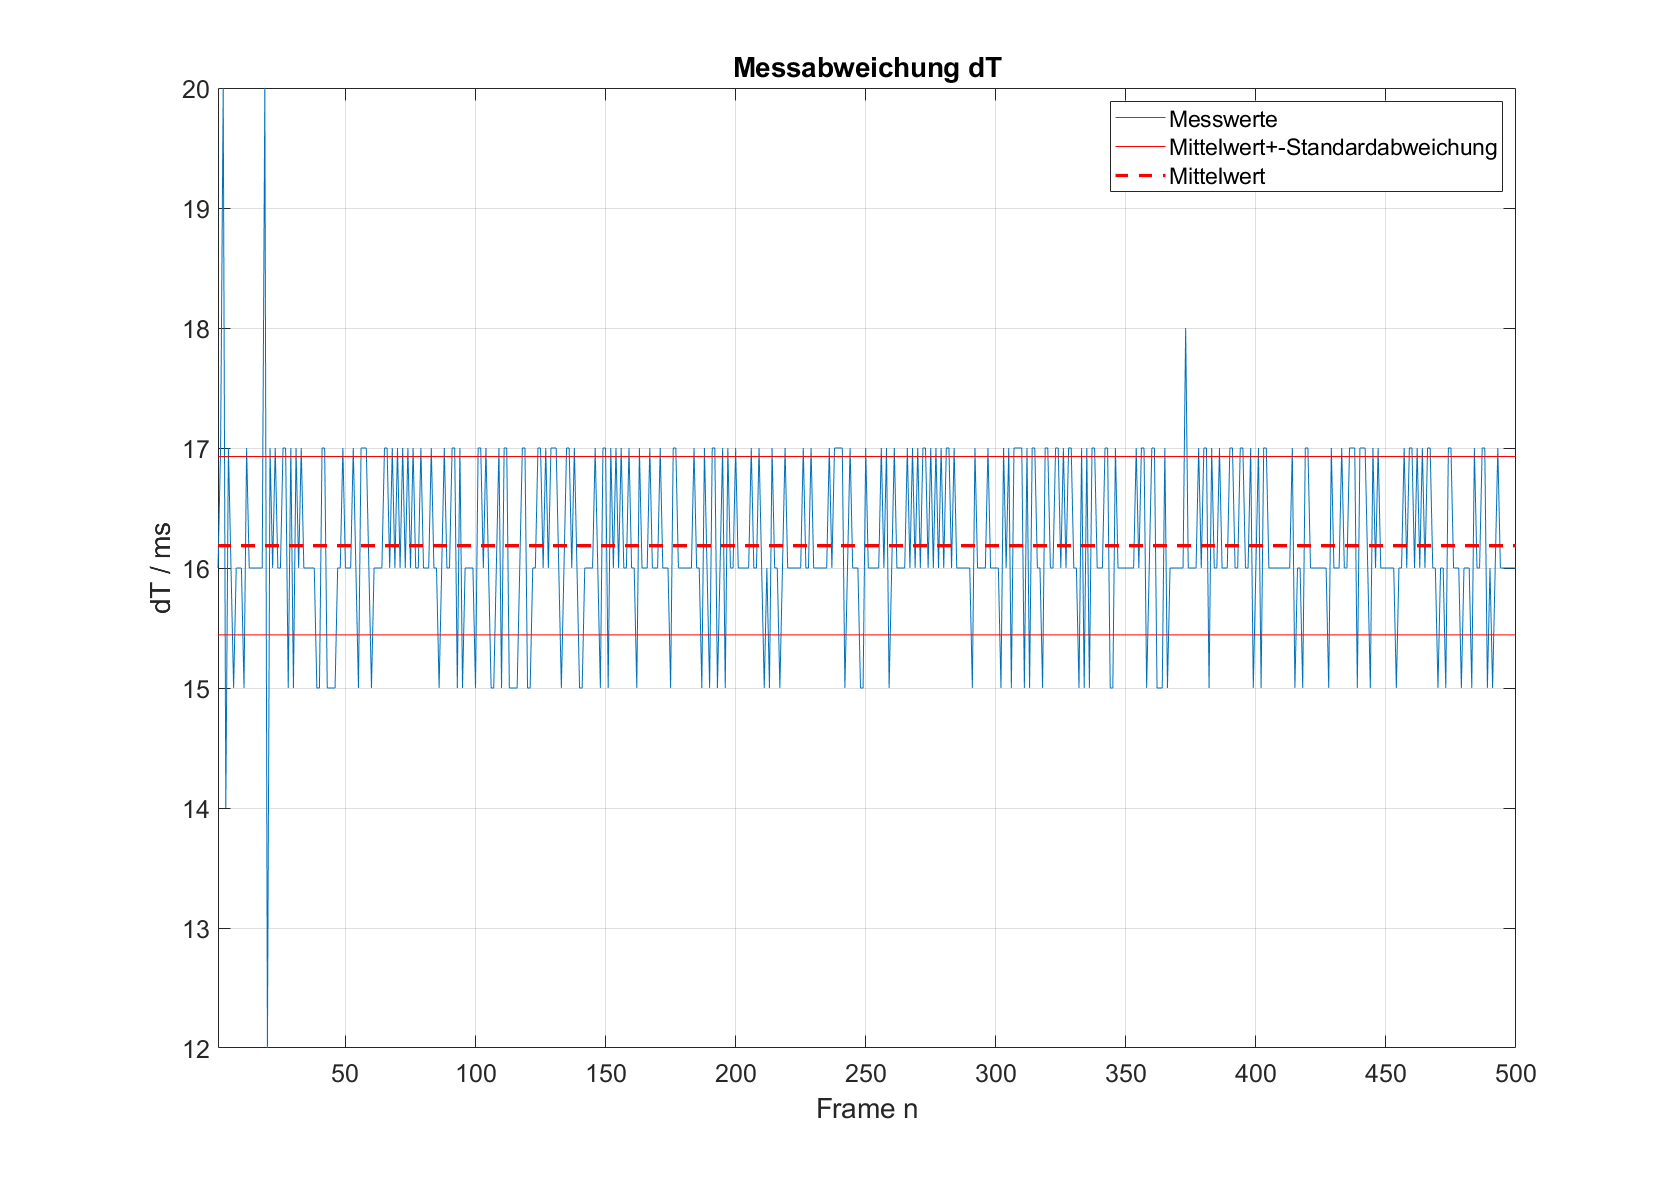 Messabweichung dT
Messwerte
Mittelwert+-Standardabweichung
Mittelwert
20
19
18
17
16
15
14
13
12
dT / ms
50 100 150 200 250 300 350 400 450 500
Frame n